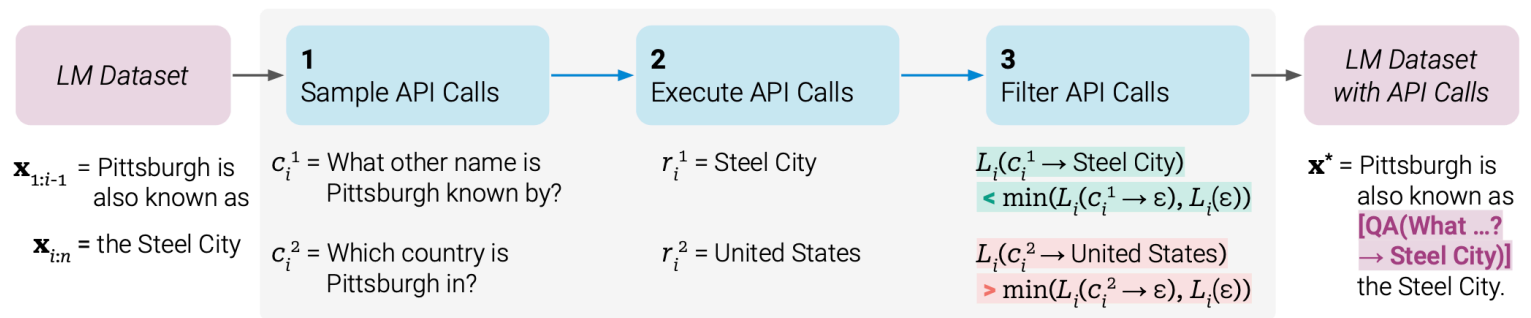 LM Dataset
1
Sample API Calls
2
Execute API Calls
3
Filter API Calls
LM Dataset
with API Calls
x1:i-1 = Pittsburgh is
also known as
xi:n = the Steel City
ci1 = What other name is
Pittsburgh known by?
ci2 = Which country is
Pittsburgh in?
ri1 = Steel City
ri2 = United States
Li(ci1 → Steel City)
< min(Li(ci1 → ε), Li(ε))
Li(ci2 → United States)
> min(Li(ci2 → ε), Li(ε))
x* = Pittsburgh is
also known as
[QA(What ...?
→ Steel City)]
the Steel City.